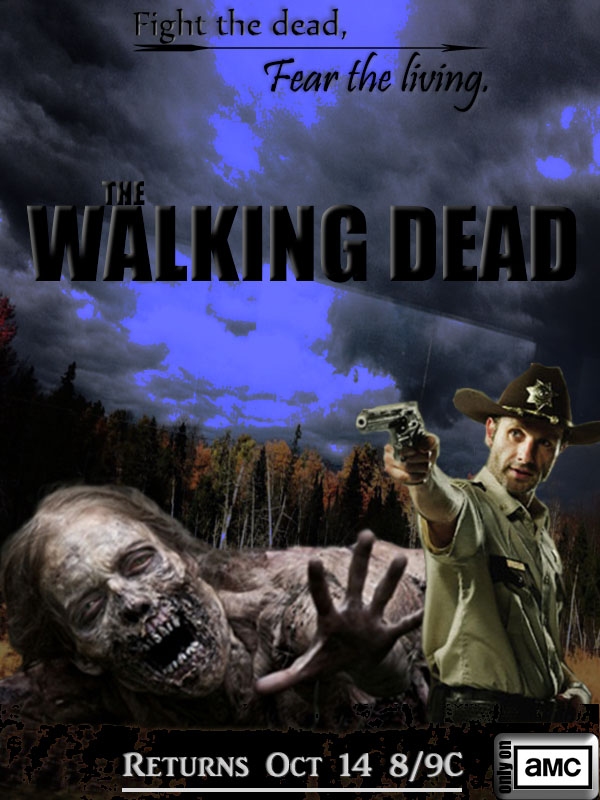 Fight the dead,
Fear the living.
THE
WALKING DEAD
RETURNS OCT 14 8/9C
only on
aMC